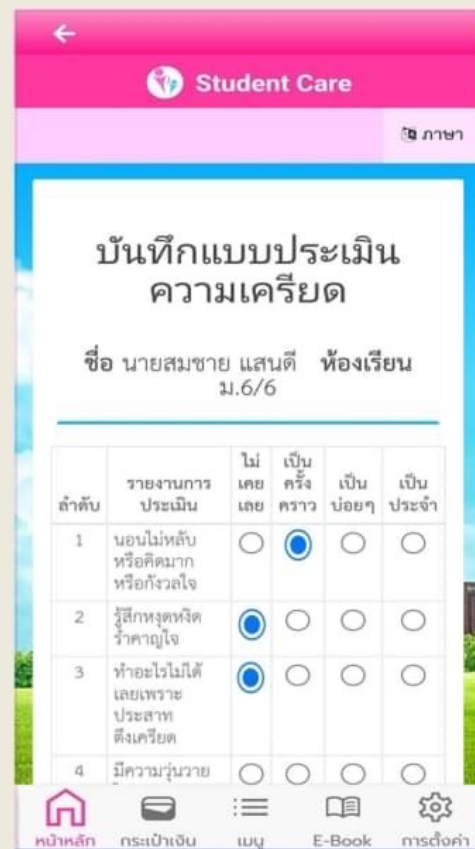 Student Care
ภาษา
บันทึกแบบประเมิน
ความเครียด
ชื่อ นายสมชาย แสนดี ห้องเรียน
ม.6/6
ลำดับ รายงานการประเมิน ไม่เคยเลย เป็นครั้งคราว เป็นบ่อยๆ เป็นประจำ
1 นอนไม่หลับ
หรือคิดมาก
หรือกังวลใจ
2 รู้สึกหงุดหงิด
รำคาญใจ
3 ทำอะไรไม่ได้
เลยเพราะ
ประสาท
ตึงเครียด
4 มีความวุ่นวาย
หน้าหลัก กระเป๋าเงิน เมนู E-Book การตั้งค่า